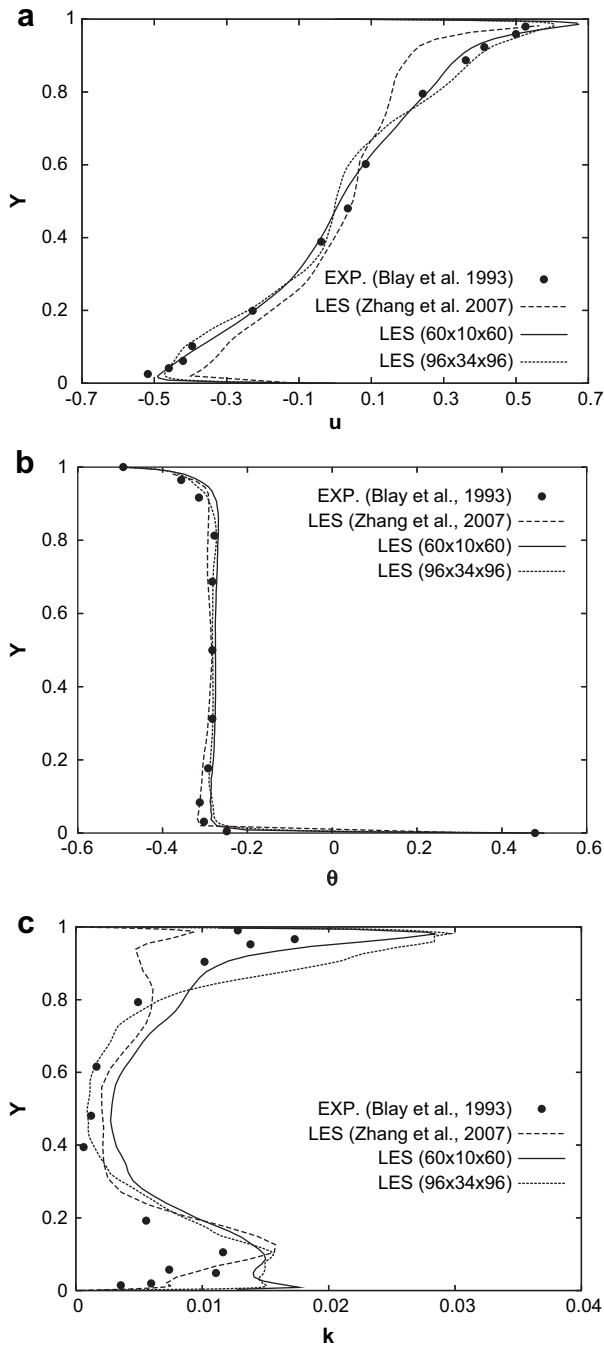 a
1
0.8
0.6
0.4
0.2
0
Y
EXP. (Blay et al. 1993)
LES (Zhang et al. 2007)
LES (60x10x60)
LES (96x34x96)
-0.7 -0.5 -0.3 -0.1 0.1 0.3 0.5 0.7
u
b
1
0.8
0.6
0.4
0.2
0
Y
EXP. (Blay et al., 1993)
LES (Zhang et al., 2007)
LES (60x10x60)
LES (96x34x96)
-0.6 -0.4 -0.2 0 0.2 0.4 0.6
θ
c
1
0.8
0.6
0.4
0.2
0
Y
EXP. (Blay et al., 1993)
LES (Zhang et al., 2007)
LES (60x10x60)
LES (96x34x96)
0 0.01 0.02 0.03 0.04
k